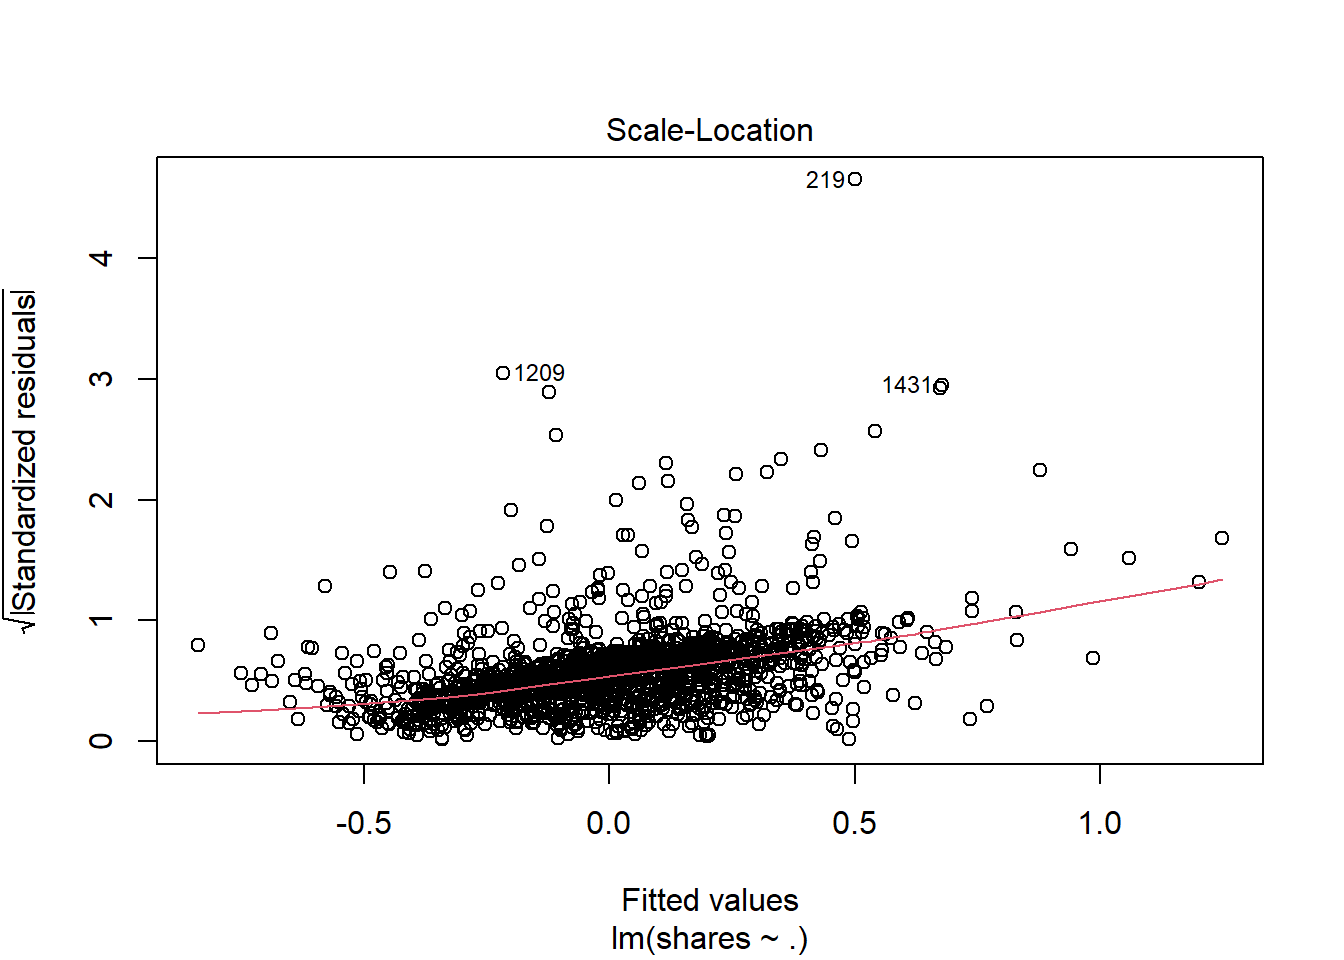 Scale-Location
√|Standardized residuals|
4
3
2
1
0
219
1209
1431
-0.5 0.0 0.5 1.0
Fitted values
lm(shares ~ .)